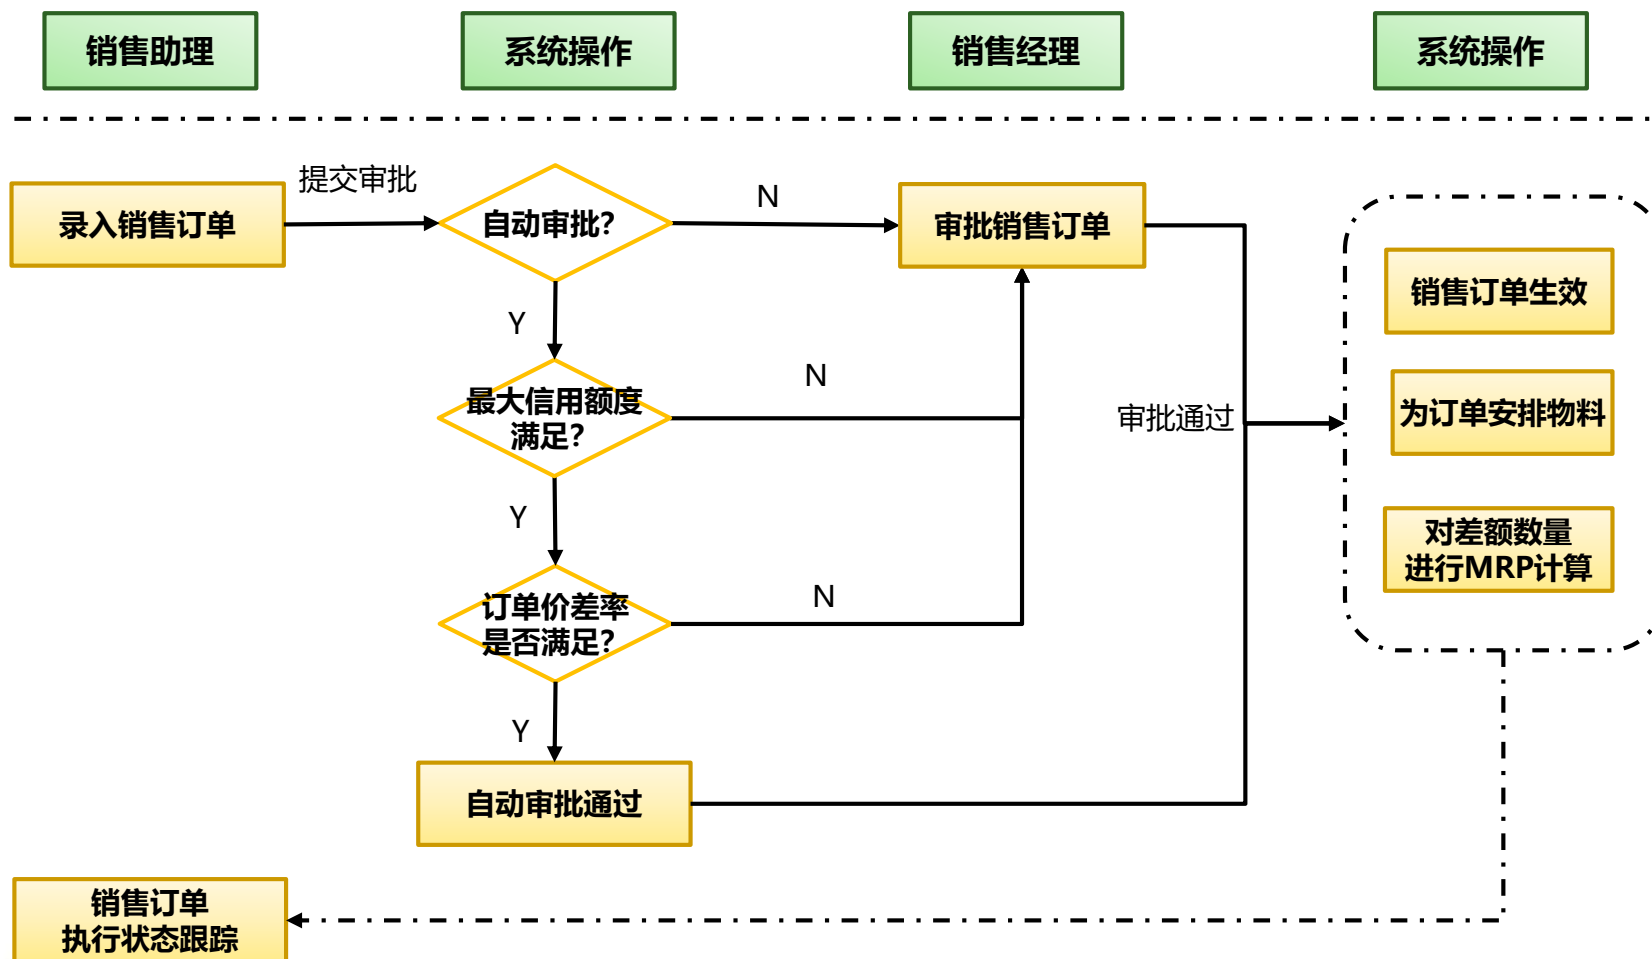 销售助理
系统操作
销售经理
系统操作
提交审批
录入销售订单
自动审批?
N
审批销售订单
Y
销售订单生效
最大信用额度
满足?
N
审批通过
为订单安排物料
Y
对差额数量
进行MRP计算
订单价差率
是否满足?
N
Y
自动审批通过
销售订单
执行状态跟踪